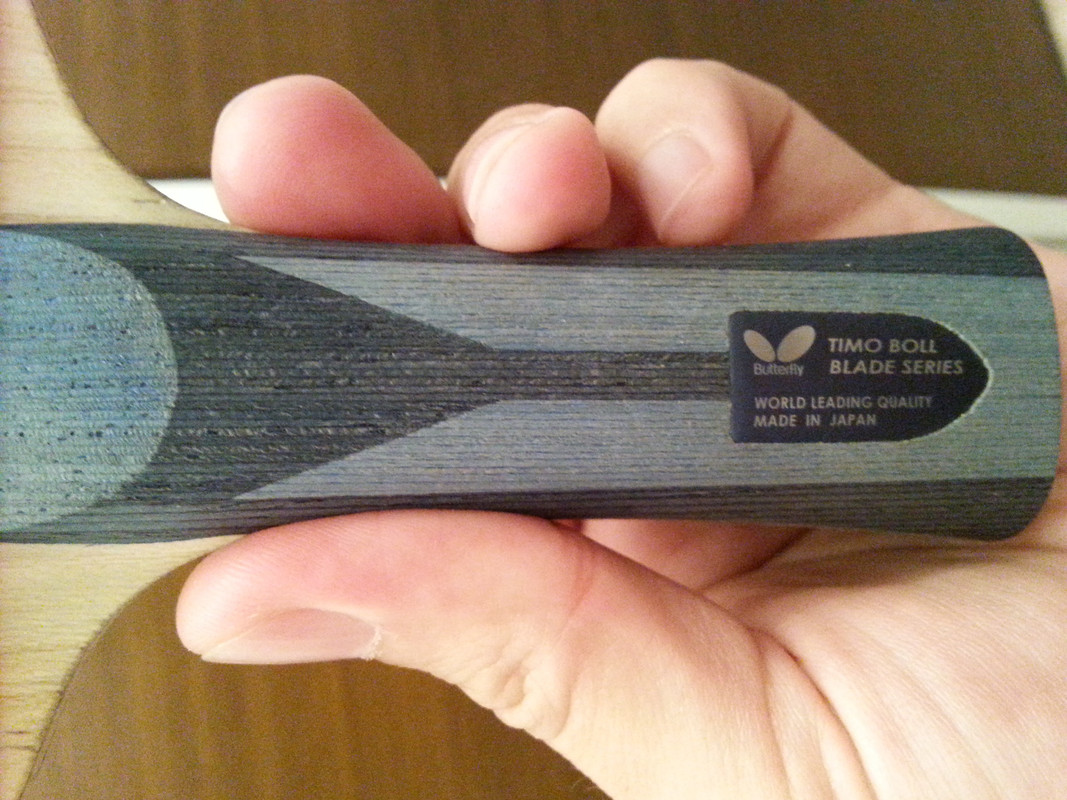 Butterfly
TIMO BOLL
BLADE SERIES
WORLD LEADING QUALITY
MADE IN JAPAN